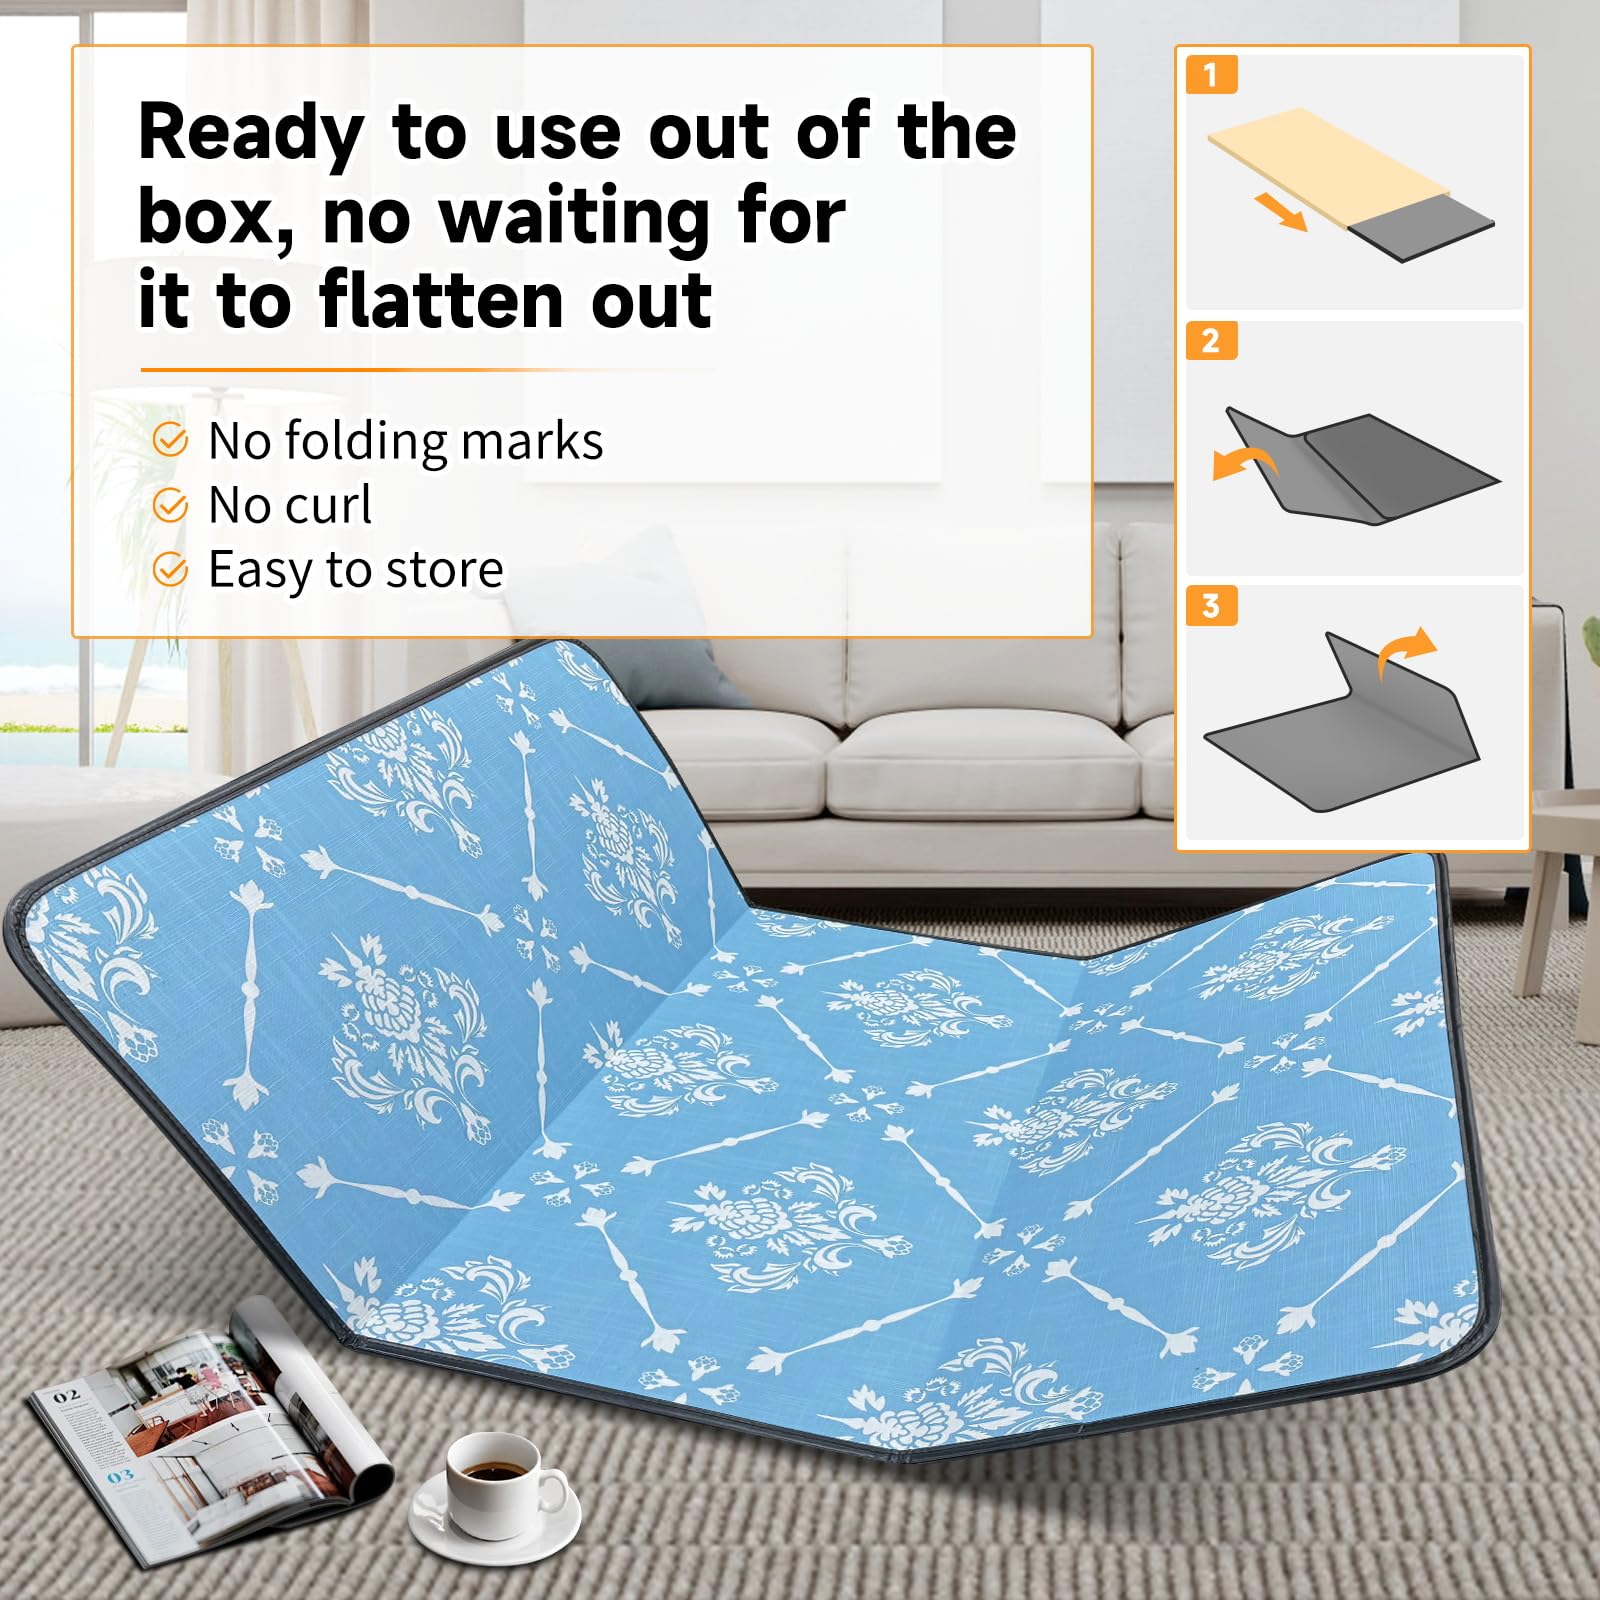 Ready to use out of the
box, no waiting for
it to flatten out
No folding marks
No curl
Easy to store
1
2
3
02
03